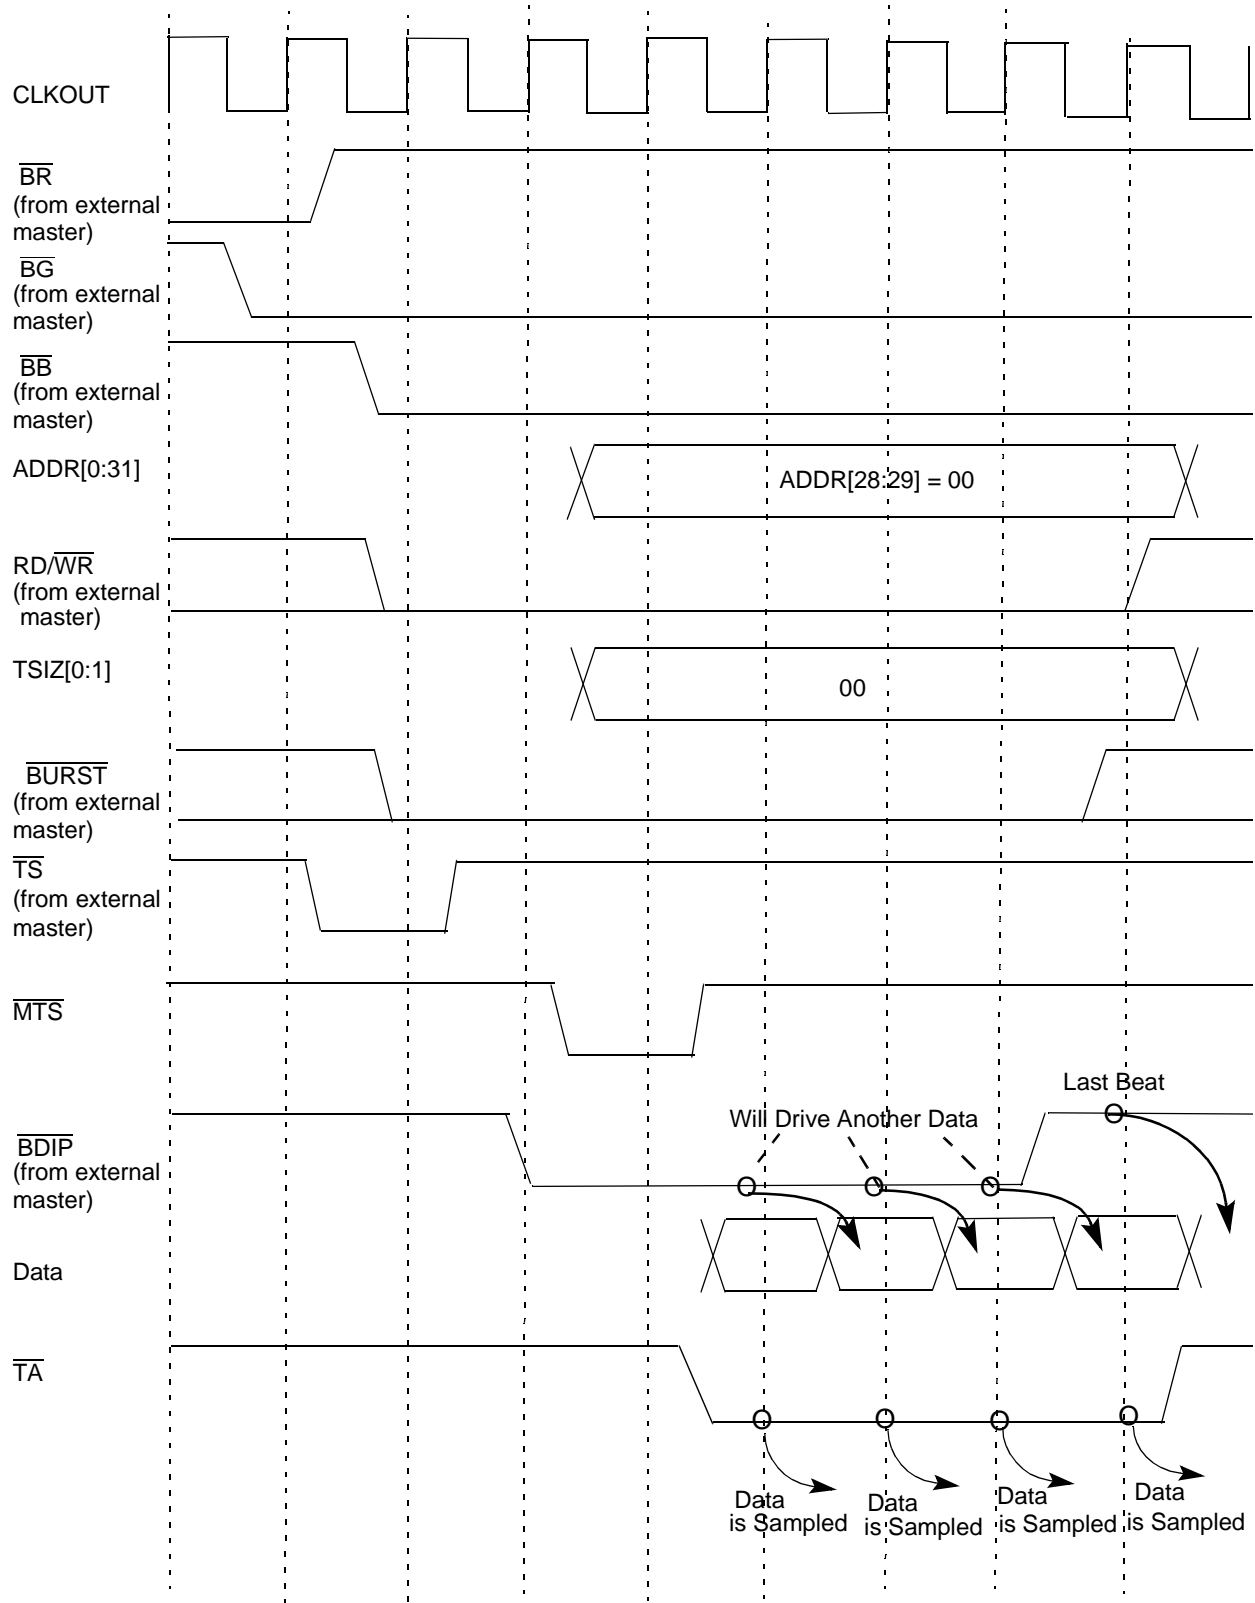 CLKOUT
BR
(from external
master)
BG
(from external
master)
BB
(from external
master)
ADDR[0:31]
ADDR[28:29] = 00
RD/WR
(from external
master)
TSIZ[0:1]
00
BURST
(from external
master)
TS
(from external
master)
MTS
Last Beat
Will Drive Another Data
BDIP
(from external
master)
Data
TA
Data
is Sampled
Data
is Sampled
Data
is Sampled
Data
is Sampled